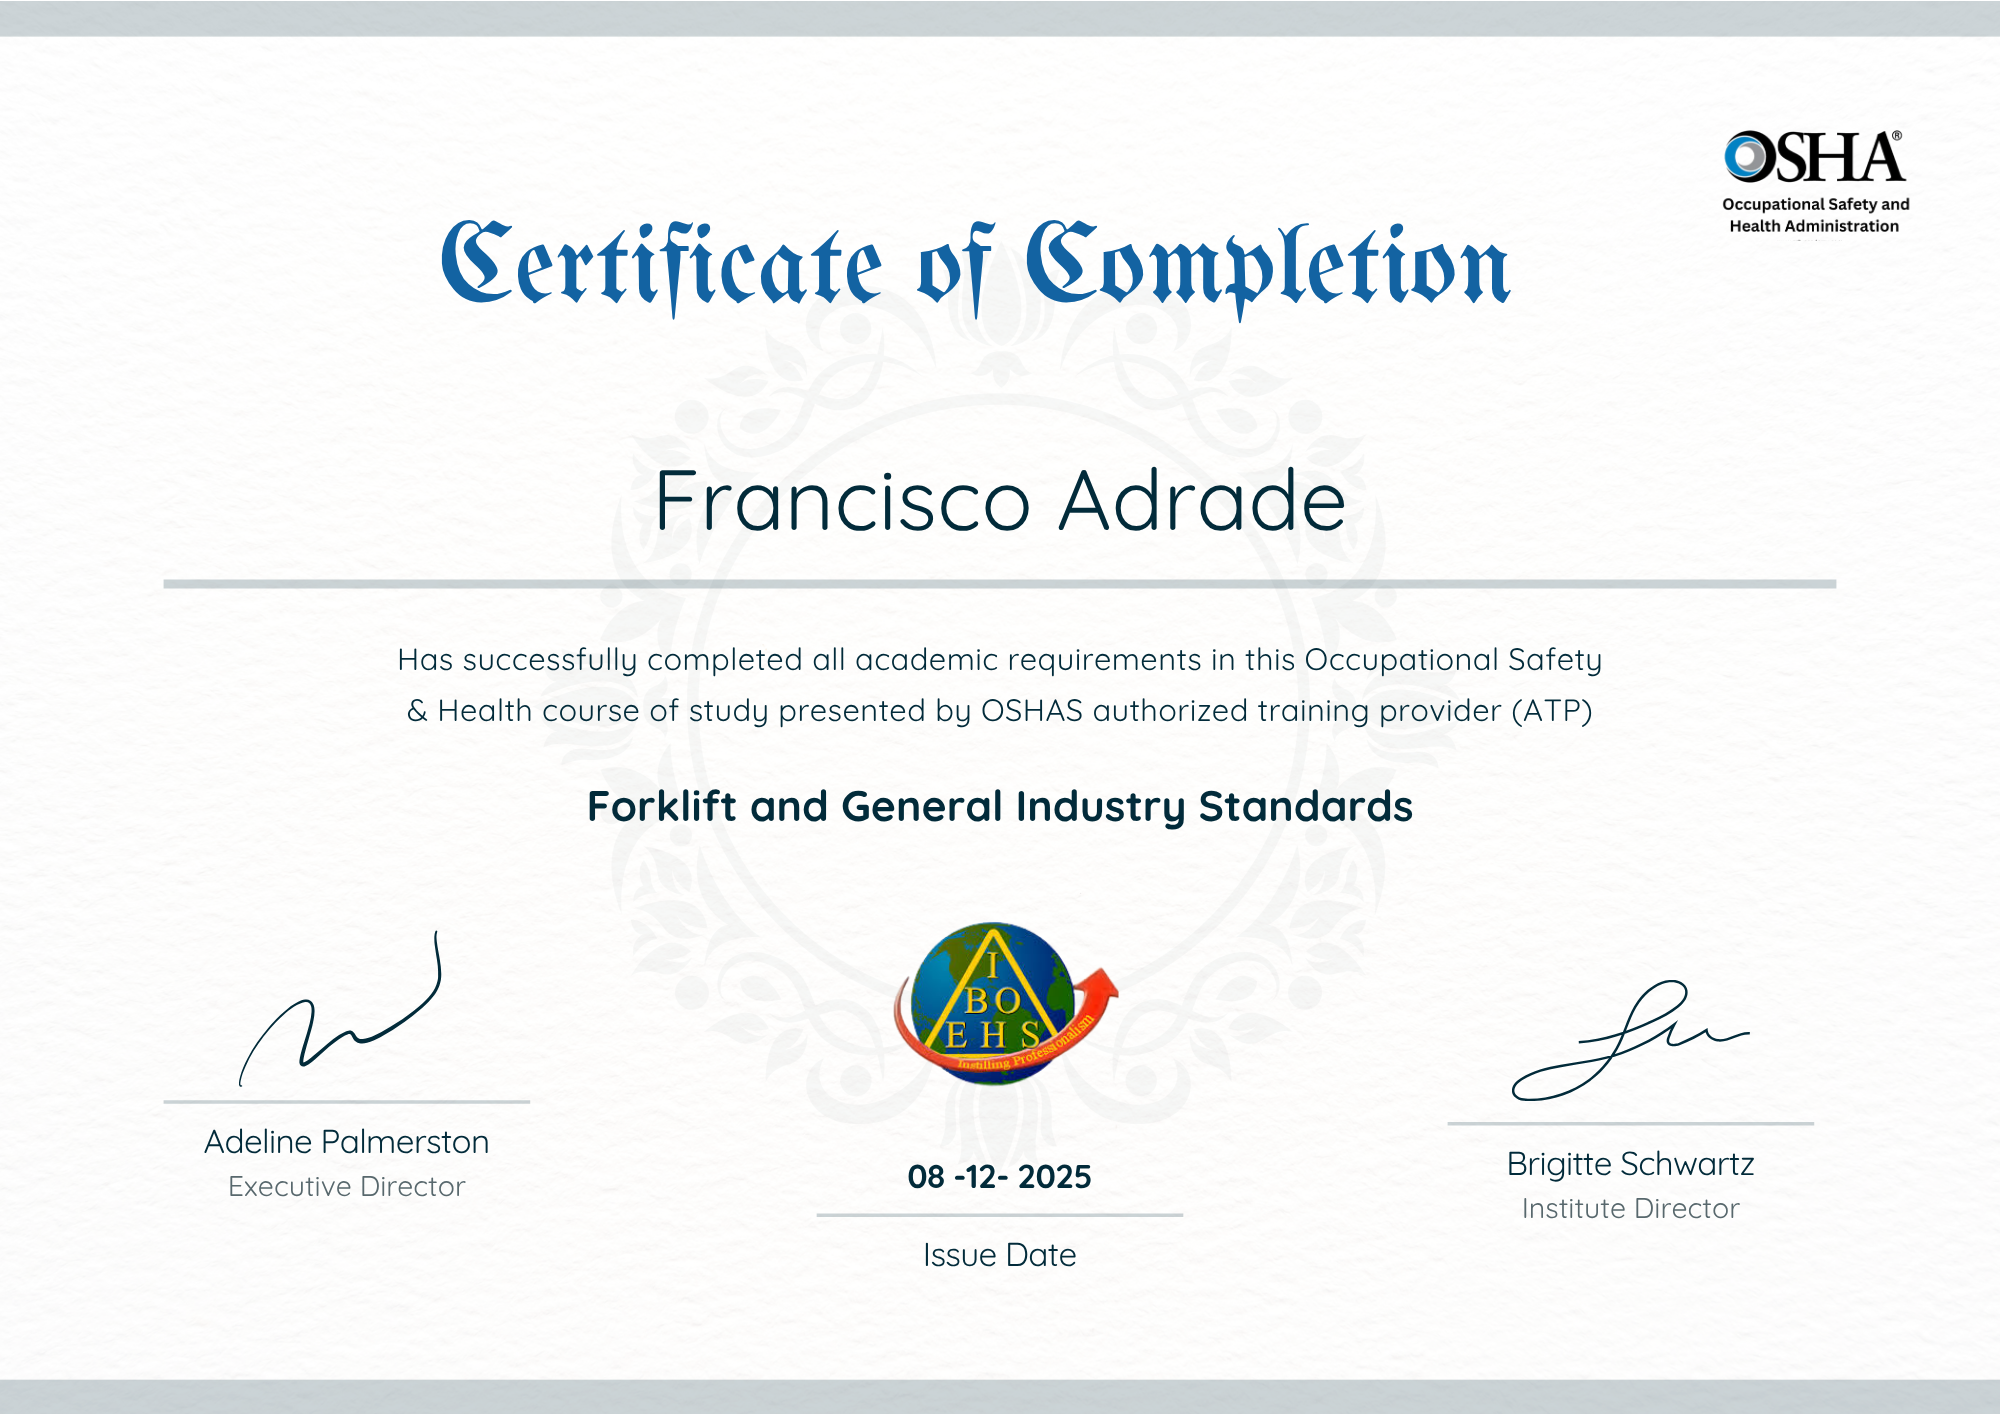 OSHA®
Occupational Safety and
Health Administration
Certificate of Completion
Francisco Adrade
Has successfully completed all academic requirements in this Occupational Safety
& Health course of study presented by OSHAS authorized training provider (ATP)
Forklift and General Industry Standards
I
BO
EHS
Instilling Professionalism
Adeline Palmerston
Executive Director
08 -12- 2025
Issue Date
Brigitte Schwartz
Institute Director